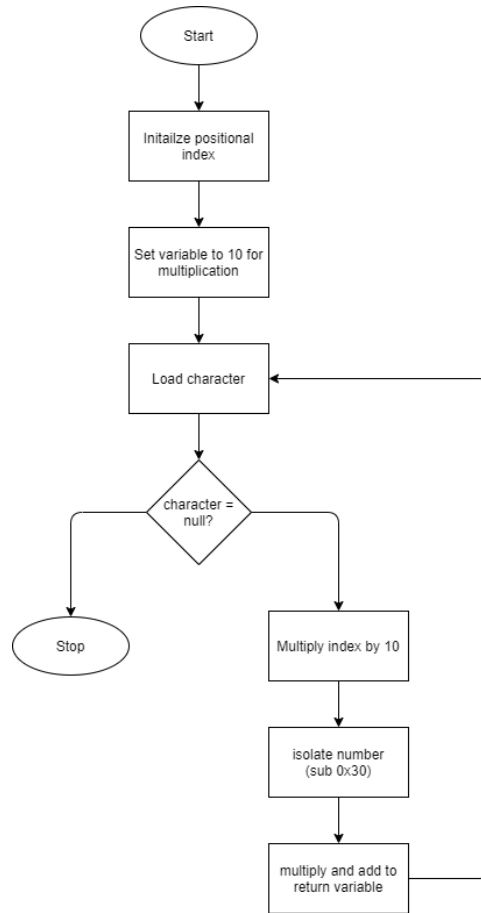 Start
Initailze positional
index
Set variable to 10 for
multiplication
Load character
character =
null?
Stop
Multiply index by 10
isolate number
(sub 0x30)
multiply and add to
return variable